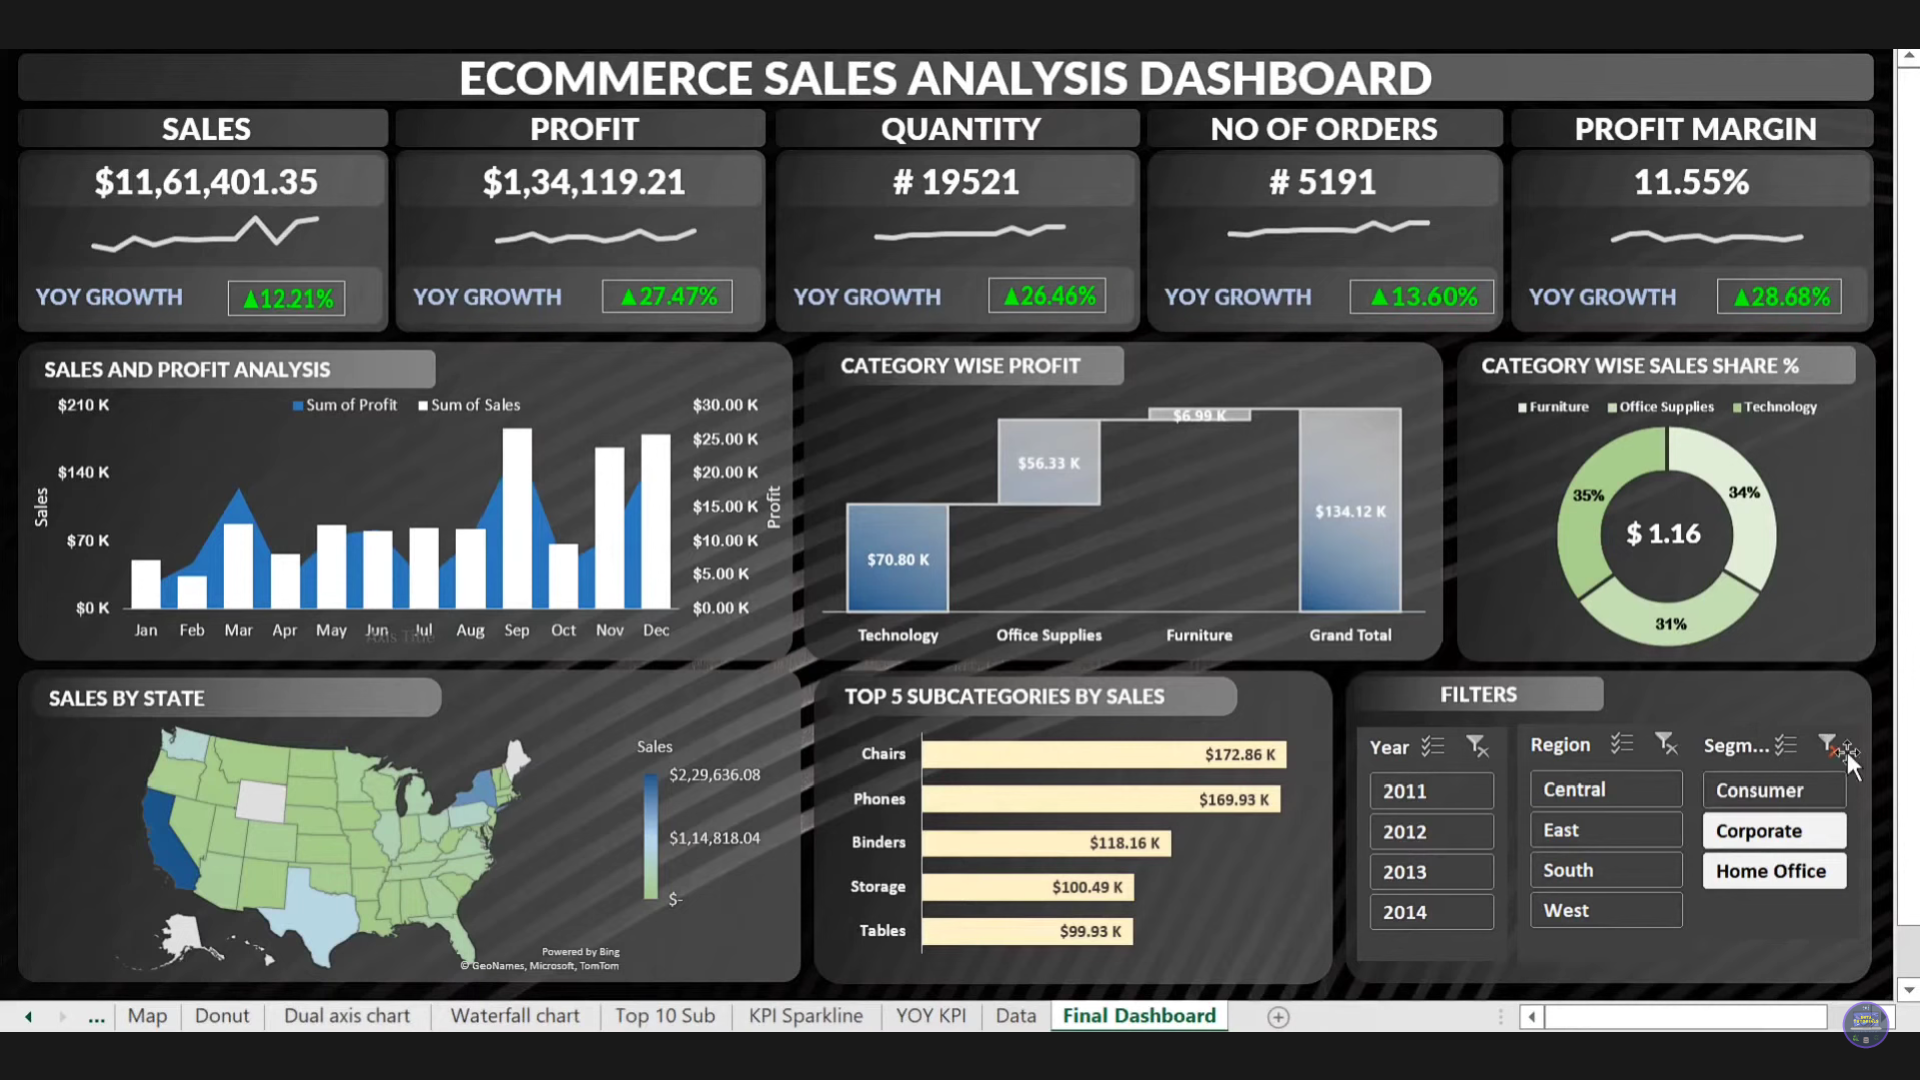 ECOMMERCE SALES ANALYSIS DASHBOARD
SALES
$11,61,401.35
YOY GROWTH ▲12.21%
PROFIT
$1,34,119.21
YOY GROWTH ▲27.47%
QUANTITY
# 19521
YOY GROWTH ▲26.46%
NO OF ORDERS
# 5191
YOY GROWTH ▲13.60%
PROFIT MARGIN
11.55%
YOY GROWTH ▲28.68%
SALES AND PROFIT ANALYSIS
Sum of Profit Sum of Sales
Sales
$210 K
$140 K
$70 K
$0 K
$30.00 K
$25.00 K
$20.00 K
$15.00 K
$10.00 K
$5.00 K
$0.00 K
Profit
Jan Feb Mar Apr May Jun Jul Aug Sep Oct Nov Dec
Axis Title
CATEGORY WISE PROFIT
$70.80 K
$56.33 K
$6.99 K
$134.12 K
Technology Office Supplies Furniture Grand Total
CATEGORY WISE SALES SHARE %
Furniture Office Supplies Technology
35%
34%
31%
$ 1.16
SALES BY STATE
Sales
$2,29,636.08
$1,14,818.04
$-
Powered by Bing
© GeoNames, Microsoft, TomTom
TOP 5 SUBCATEGORIES BY SALES
Chairs $172.86 K
Phones $169.93 K
Binders $118.16 K
Storage $100.49 K
Tables $99.93 K
FILTERS
Year
2011
2012
2013
2014
Region
Central
East
South
West
Segm...
Consumer
Corporate
Home Office
... Map Donut Dual axis chart Waterfall chart Top 10 Sub KPI Sparkline YOY KPI Data Final Dashboard